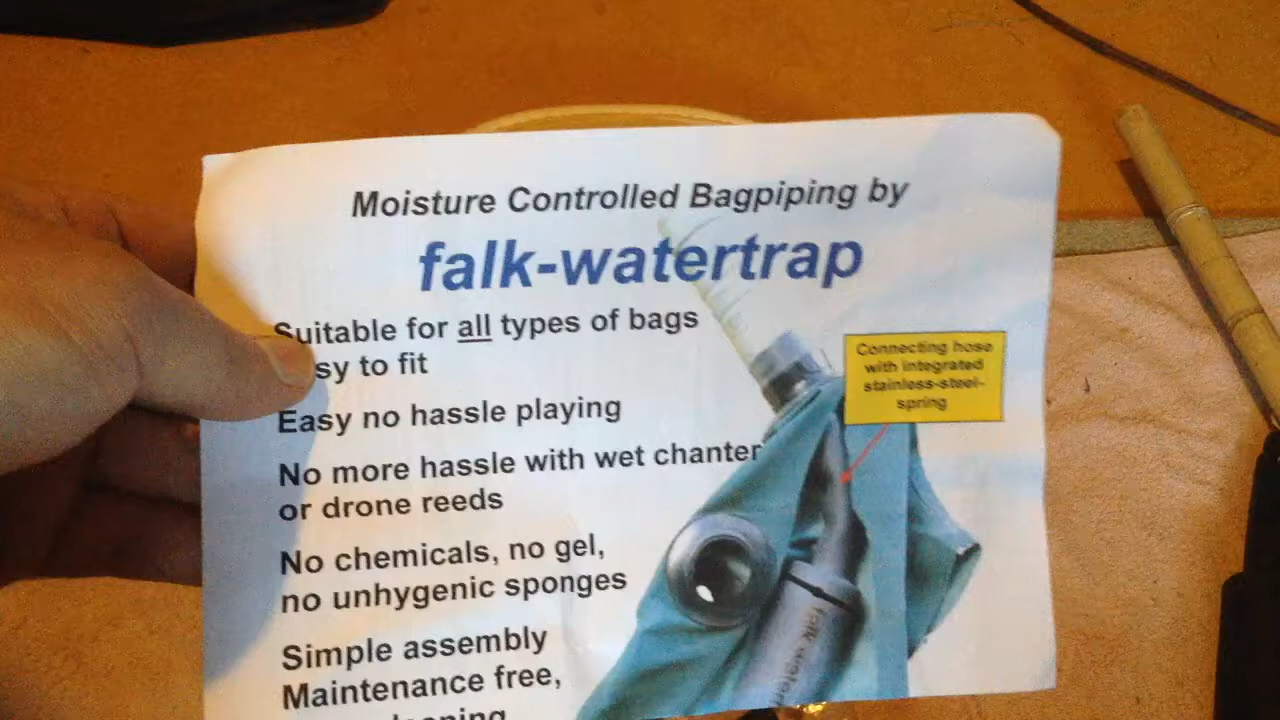 Moisture Controlled Bagpiping by
falk-watertrap
Suitable for all types of bags
sy to fit
Easy no hassle playing
No more hassle with wet chanter
or drone reeds
No chemicals, no gel,
no unhygenic sponges
Simple assembly
Maintenance free,
Connecting hose
with integrated
stainless-steel-
spring
falk water